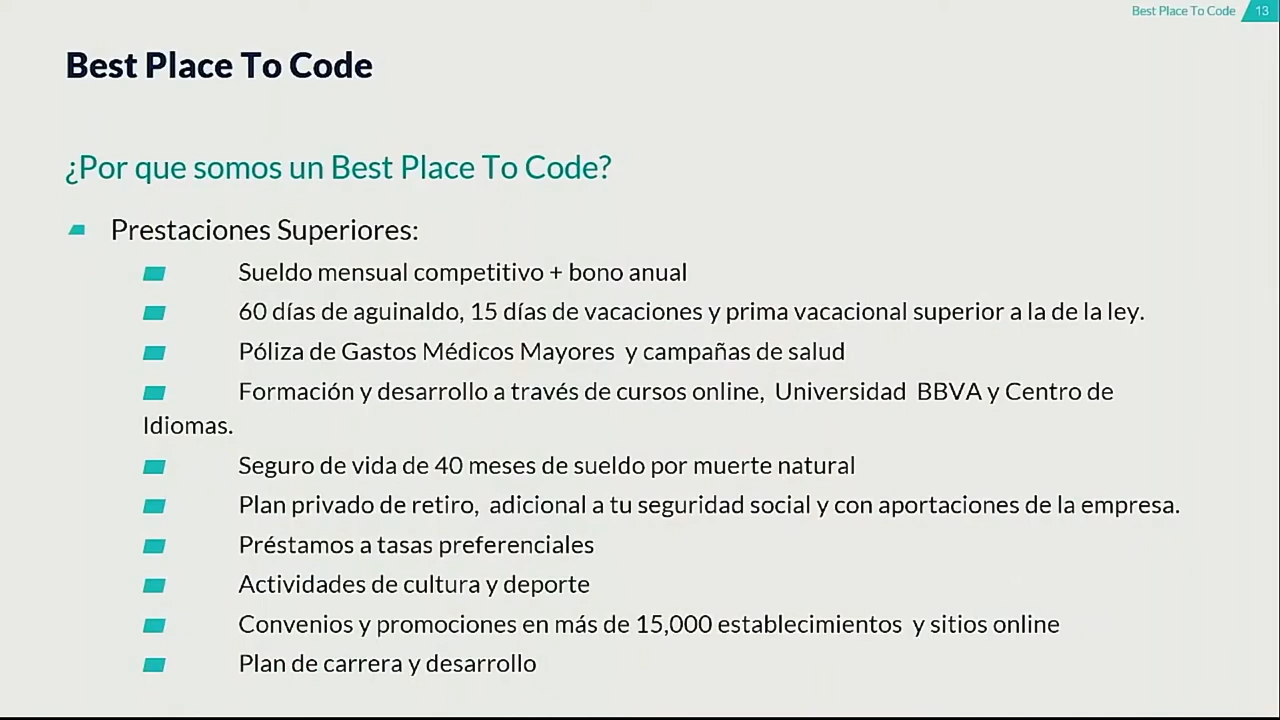 Best Place To Code 13
Best Place To Code
¿Por que somos un Best Place To Code?
Prestaciones Superiores:
Sueldo mensual competitivo + bono anual
60 días de aguinaldo, 15 días de vacaciones y prima vacacional superior a la de la ley.
Póliza de Gastos Médicos Mayores y campañas de salud
Formación y desarrollo a través de cursos online, Universidad BBVA y Centro de
Idiomas.
Seguro de vida de 40 meses de sueldo por muerte natural
Plan privado de retiro, adicional a tu seguridad social y con aportaciones de la empresa.
Préstamos a tasas preferenciales
Actividades de cultura y deporte
Convenios y promociones en más de 15,000 establecimientos y sitios online
Plan de carrera y desarrollo